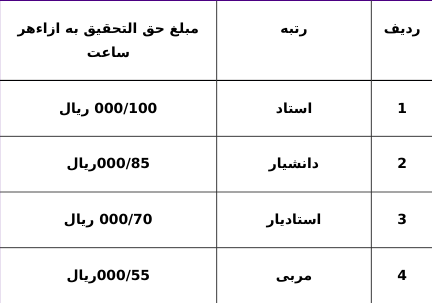 ردیف	رتبه	مبلغ حق التحقیق به ازاءهر
ساعت
1	استاد	000/100 ریال
2	دانشیار	000/85ریال
3	استادیار	000/70 ریال
4	مربی	000/55ریال